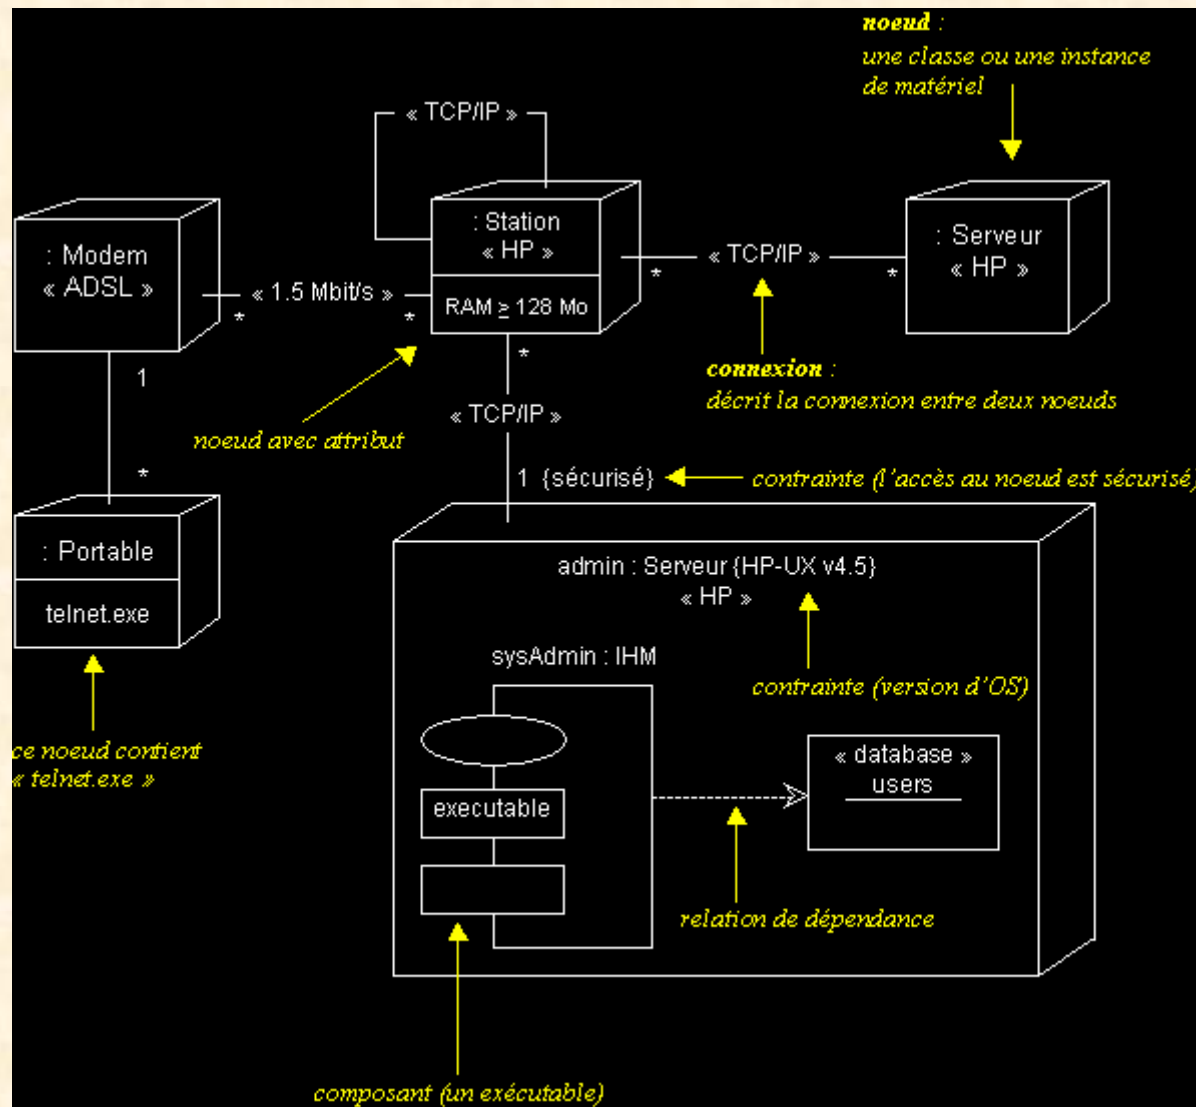 noeud :
une classe ou une instance
de matériel
« TCP/IP »
: Modem
« ADSL »
« 1.5 Mbit/s »
*
*
: Station
« HP »
RAM ≥ 128 Mo
*
« TCP/IP »
*
: Serveur
« HP »
connexion :
décrit la connexion entre deux noeuds
noeud avec attribut
*
« TCP/IP »
1 {sécurisé}
contrainte (l'accès au noeud est sécurisé)
1
*
: Portable
telnet.exe
ce noeud contient
« telnet.exe »
admin : Serveur {HP-UX v4.5}
« HP »
contrainte (version d'OS)
sysAdmin : IHM
executable
« database »
users
relation de dépendance
composant (un exécutable)